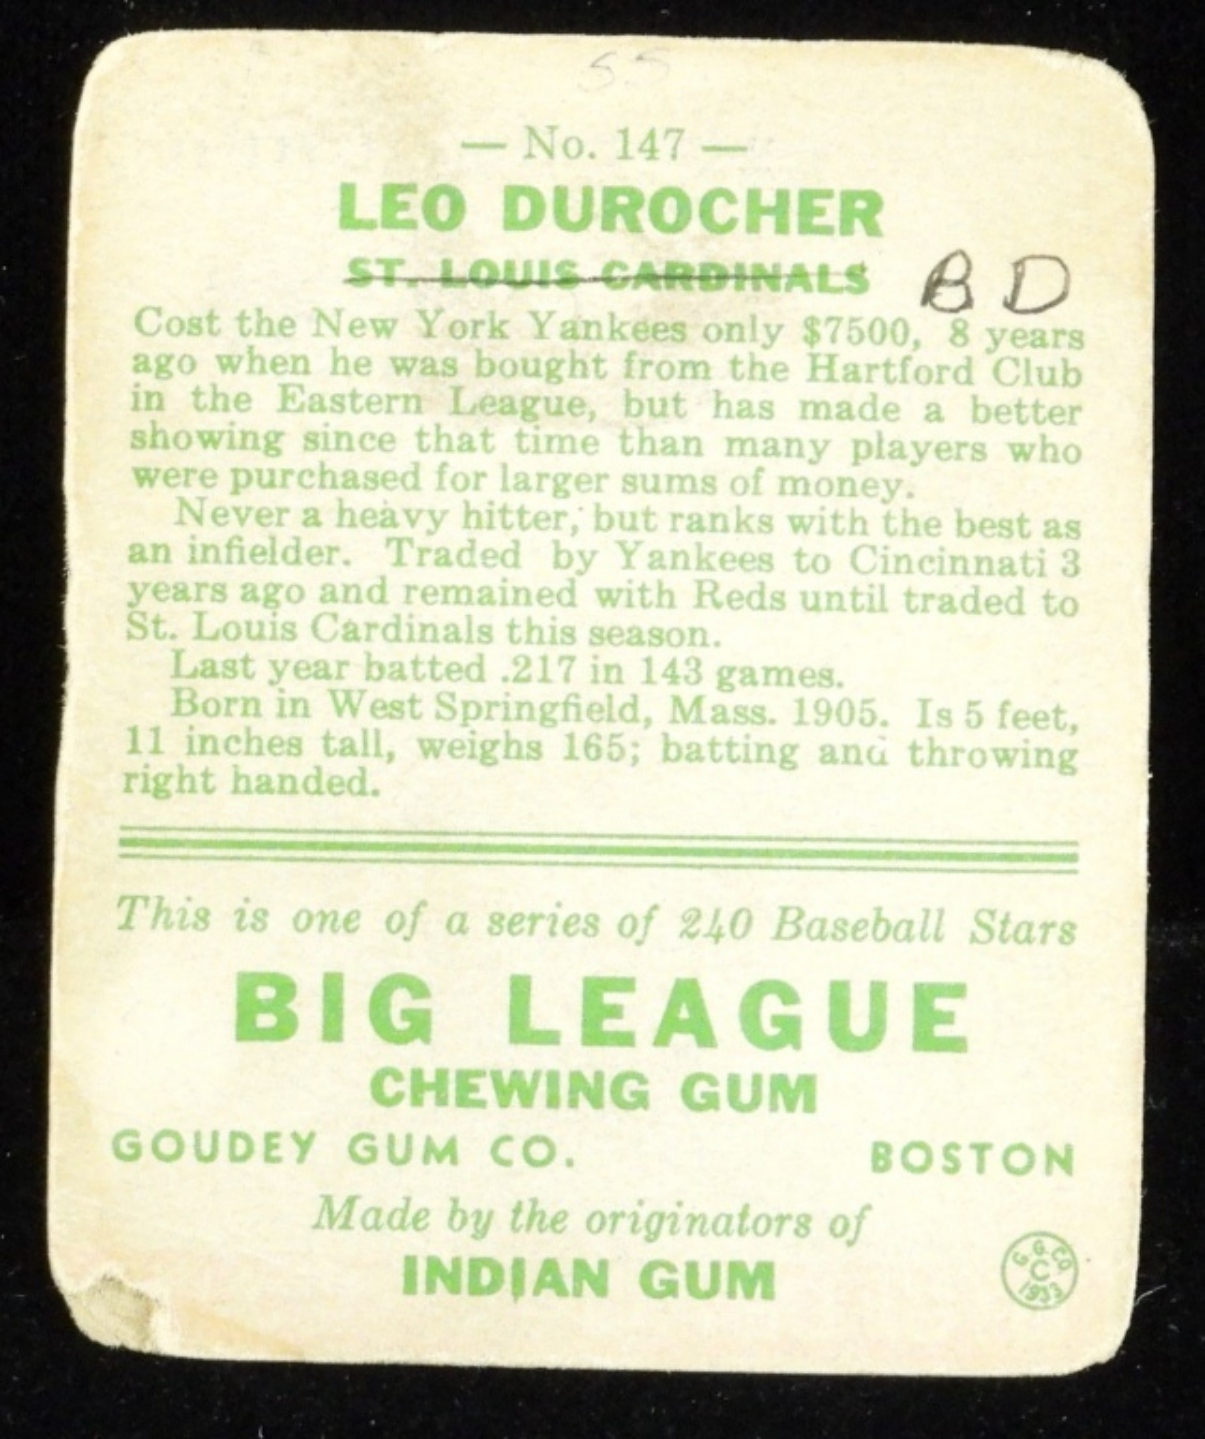 SS
— No. 147 —
LEO DUROCHER
ST. LOUIS CARDINALS BD
Cost the New York Yankees only $7500, 8 years
ago when he was bought from the Hartford Club
in the Eastern League, but has made a better
showing since that time than many players who
were purchased for larger sums of money.
Never a heavy hitter, but ranks with the best as
an infielder. Traded by Yankees to Cincinnati 3
years ago and remained with Reds until traded to
St. Louis Cardinals this season.
Last year batted .217 in 143 games.
Born in West Springfield, Mass. 1905. Is 5 feet,
11 inches tall, weighs 165; batting and throwing
right handed.
This is one of a series of 240 Baseball Stars
BIG LEAGUE
CHEWING GUM
GOUDEY GUM CO. BOSTON
Made by the originators of
INDIAN GUM
G. G. CO.
C
1933